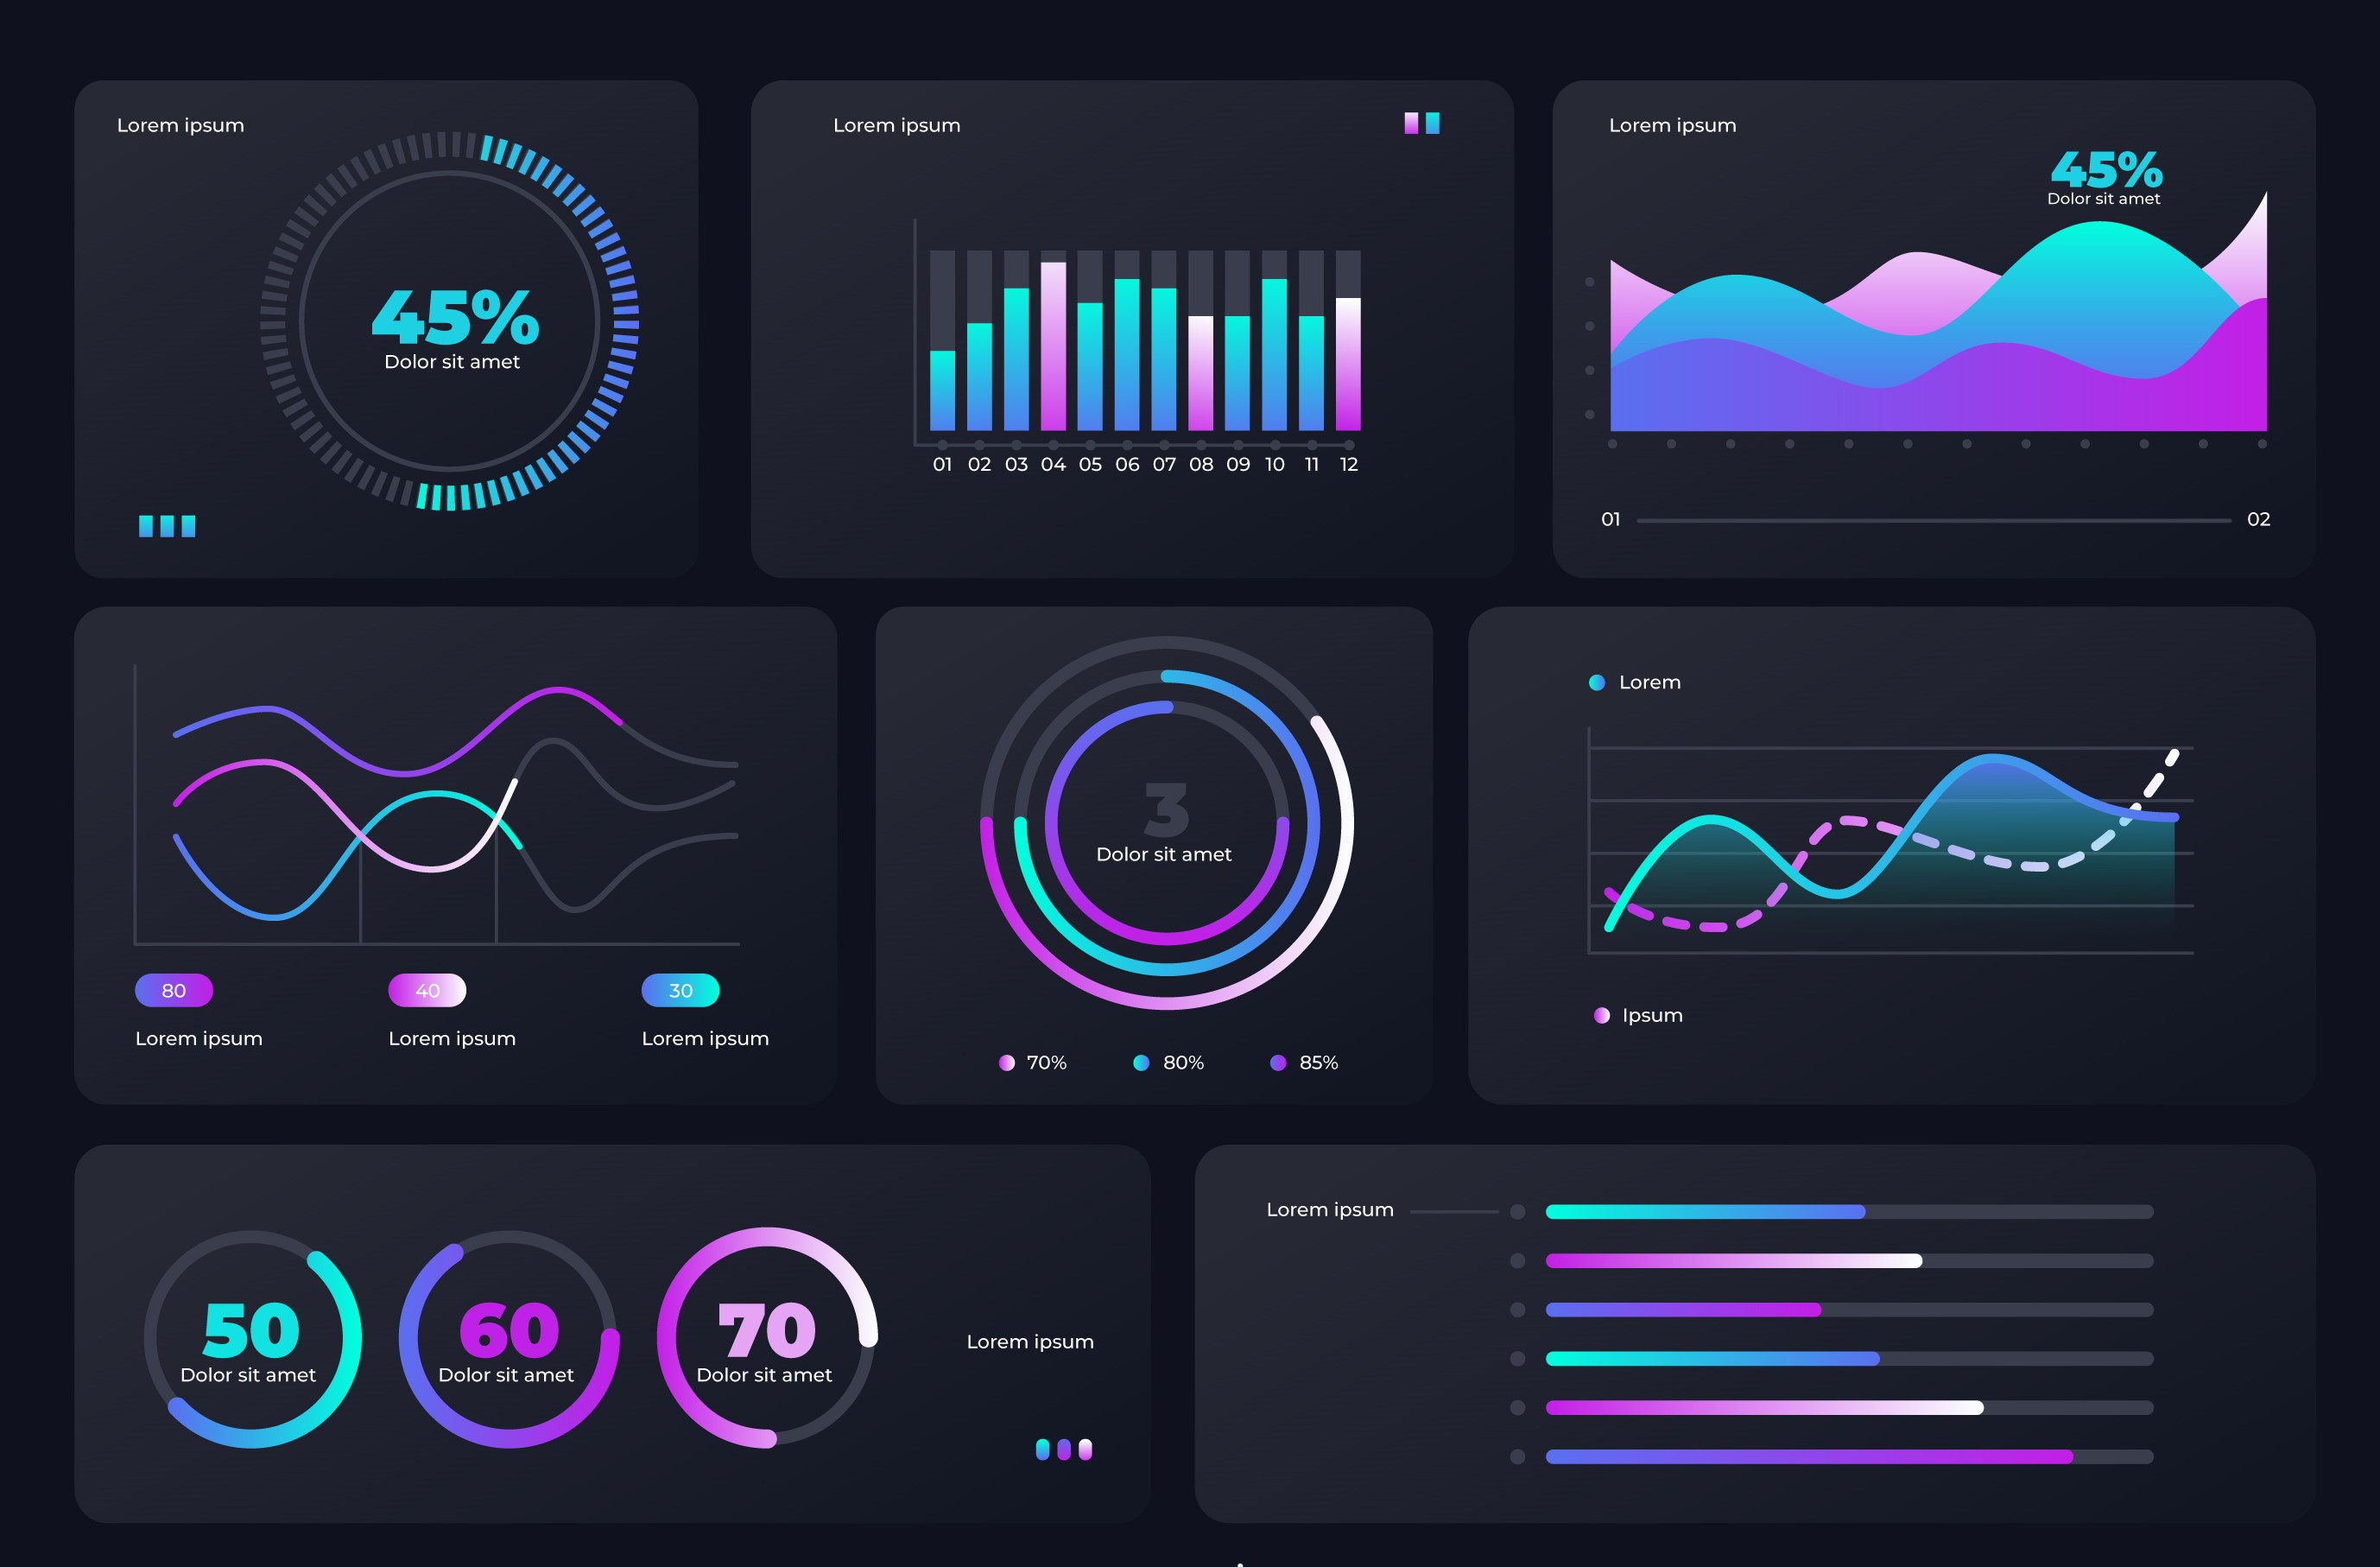 Lorem ipsum
45%
Dolor sit amet
Lorem ipsum
01 02 03 04 05 06 07 08 09 10 11 12
Lorem ipsum
45%
Dolor sit amet
01 02
80 40 30
Lorem ipsum Lorem ipsum Lorem ipsum
3
Dolor sit amet
70% 80% 85%
Lorem
Ipsum
50 60 70
Dolor sit amet Dolor sit amet Dolor sit amet
Lorem ipsum
Lorem ipsum